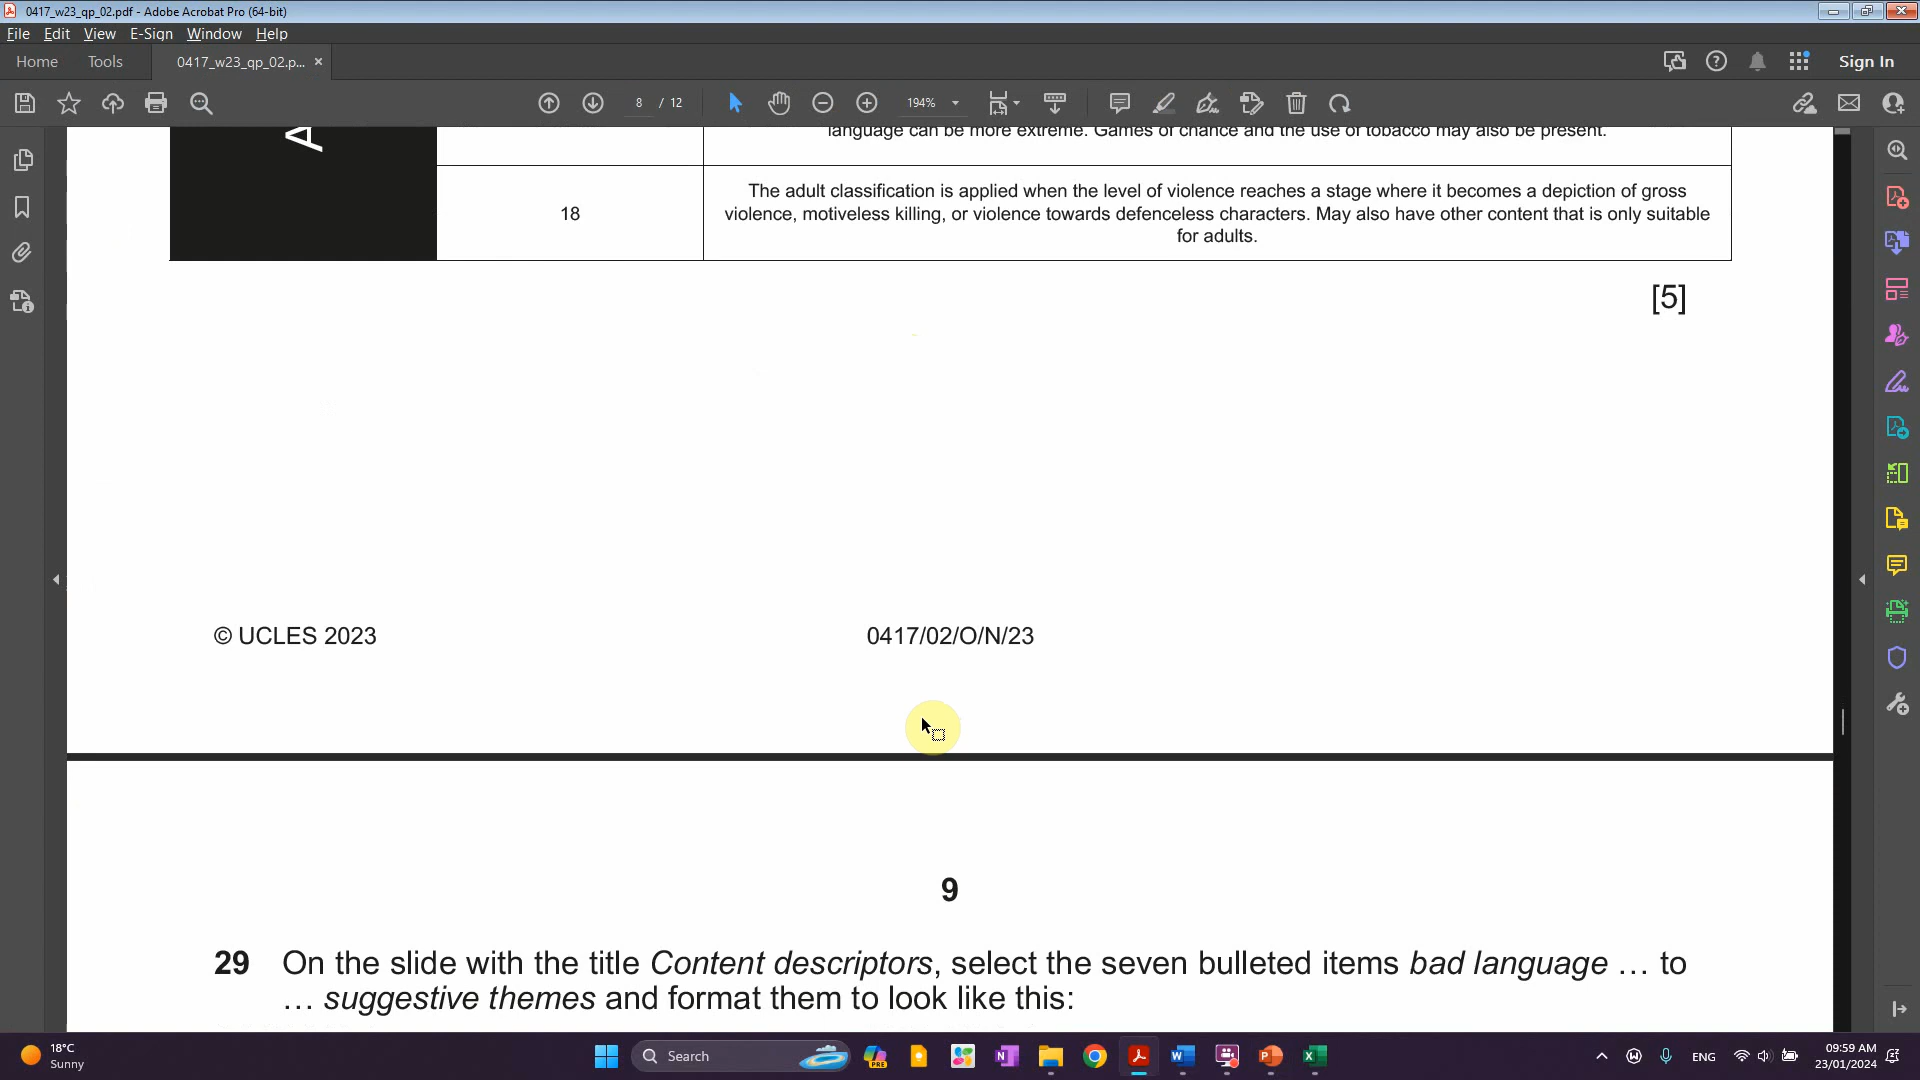 0417_w23_qp_02.pdf - Adobe Acrobat Pro (64-bit)
File Edit View E-Sign Window Help
Home Tools 0417_w23_qp_02.p... × Sign In
8 / 12 194%
language can be more extreme. Games of chance and the use of tobacco may also be present.
A
18
The adult classification is applied when the level of violence reaches a stage where it becomes a depiction of gross
violence, motiveless killing, or violence towards defenceless characters. May also have other content that is only suitable
for adults.
[5]
© UCLES 2023 0417/02/O/N/23
9
29 On the slide with the title Content descriptors, select the seven bulleted items bad language … to
… suggestive themes and format them to look like this:
18°C
Sunny
Search
PRE
ENG
09:59 AM
23/01/2024